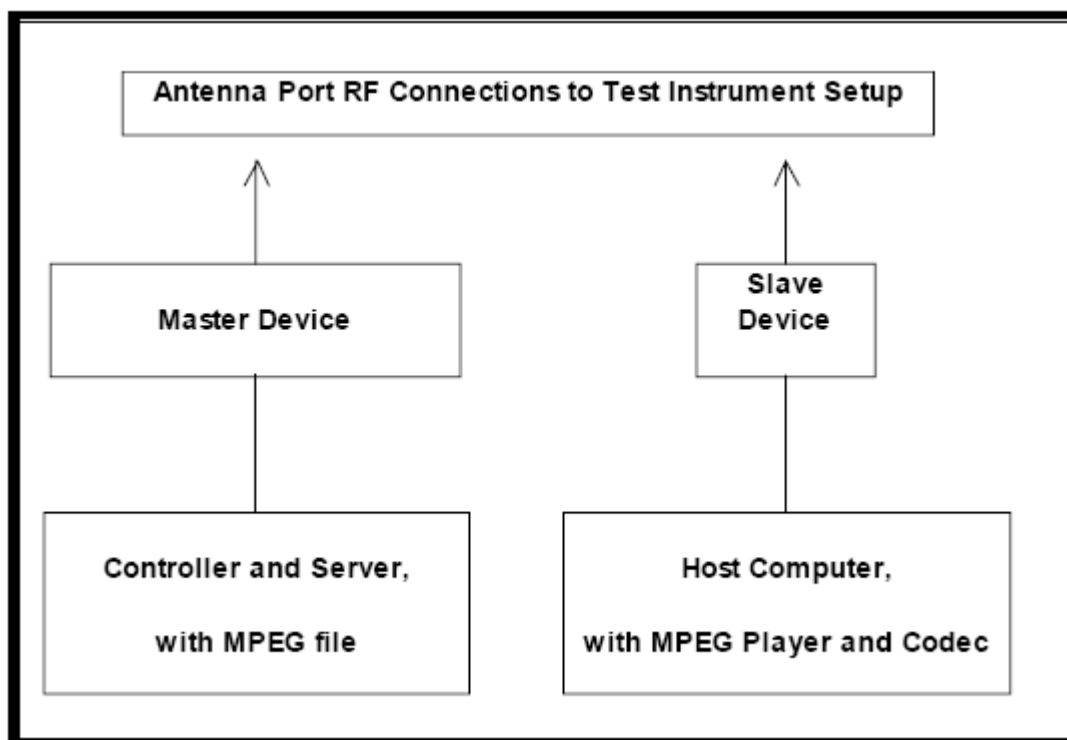 Antenna Port RF Connections to Test Instrument Setup
Master Device
Slave
Device
Controller and Server,
with MPEG file
Host Computer,
with MPEG Player and Codec